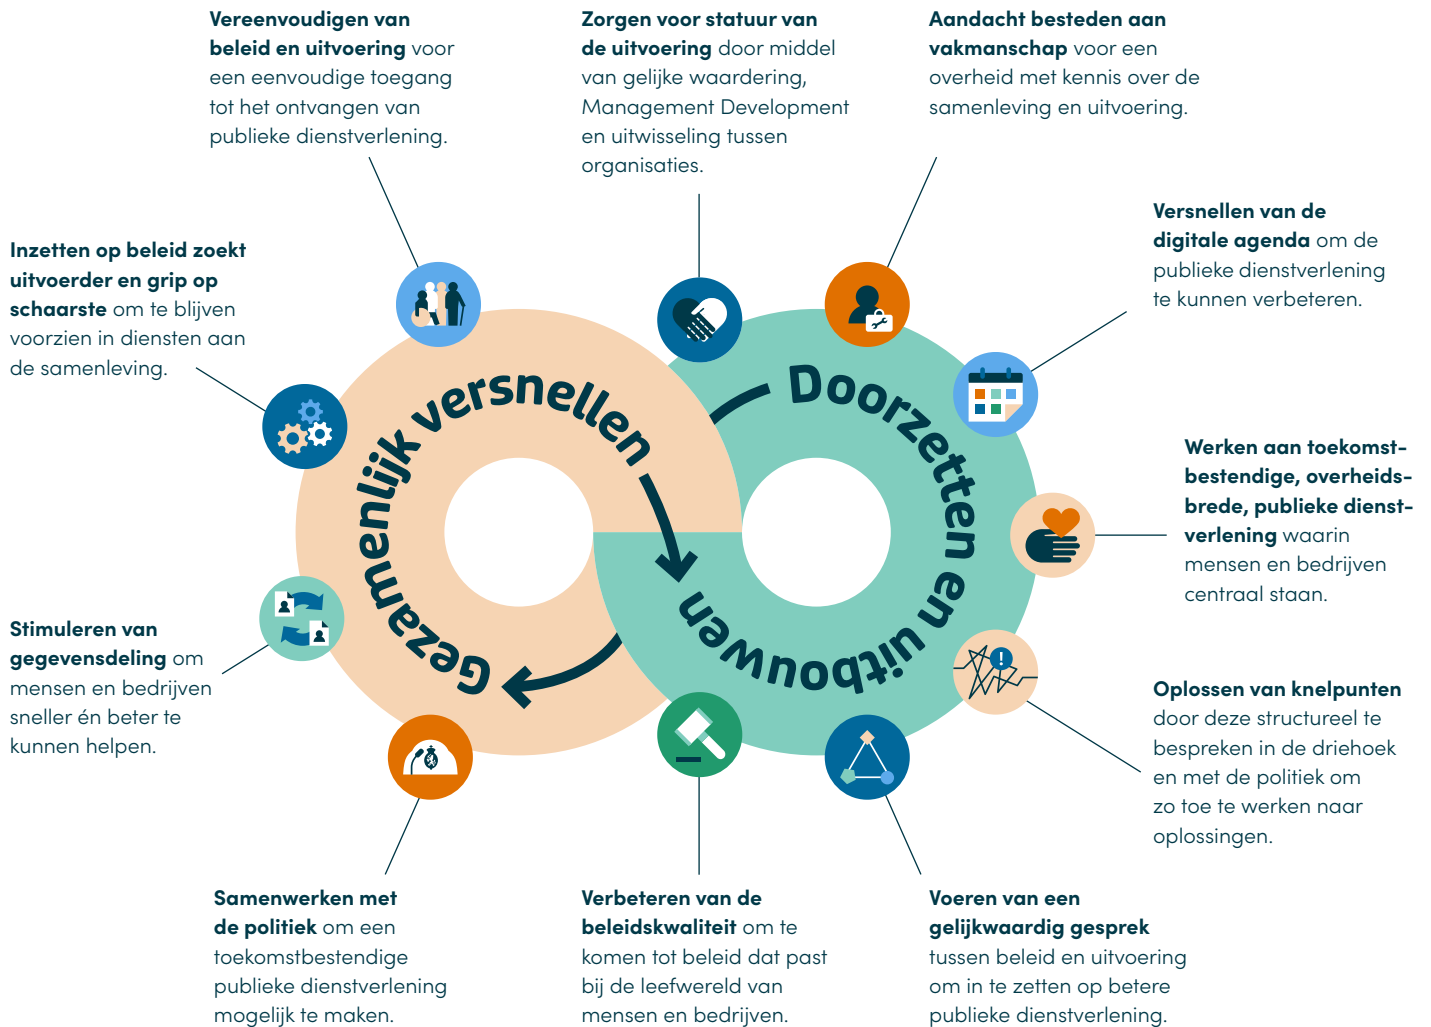 Vereenvoudigen van
beleid en uitvoering voor
een eenvoudige toegang
tot het ontvangen van
publieke dienstverlening.
Zorgen voor statuur van
de uitvoering door middel
van gelijke waardering,
Management Development
en uitwisseling tussen
organisaties.
Aandacht besteden aan
vakmanschap voor een
overheid met kennis over de
samenleving en uitvoering.
Versnellen van de
digitale agenda om de
publieke dienstverlening
te kunnen verbeteren.
Inzetten op beleid zoekt
uitvoerder en grip op
schaarste om te blijven
voorzien in diensten aan
de samenleving.
Gezamenlijk versnellen
Doorzetten en uitbouwen
Werken aan toekomst-
bestendige, overheids-
brede, publieke dienst-
verlening waarin
mensen en bedrijven
centraal staan.
Stimuleren van
gegevensdeling om
mensen en bedrijven
sneller én beter te
kunnen helpen.
!
Oplossen van knelpunten
door deze structureel te
bespreken in de driehoek
en met de politiek om
zo toe te werken naar
oplossingen.
Samenwerken met
de politiek om een
toekomstbestendige
publieke dienstverlening
mogelijk te maken.
Verbeteren van de
beleidskwaliteit om te
komen tot beleid dat past
bij de leefwereld van
mensen en bedrijven.
Voeren van een
gelijkwaardig gesprek
tussen beleid en uitvoering
om in te zetten op betere
publieke dienstverlening.